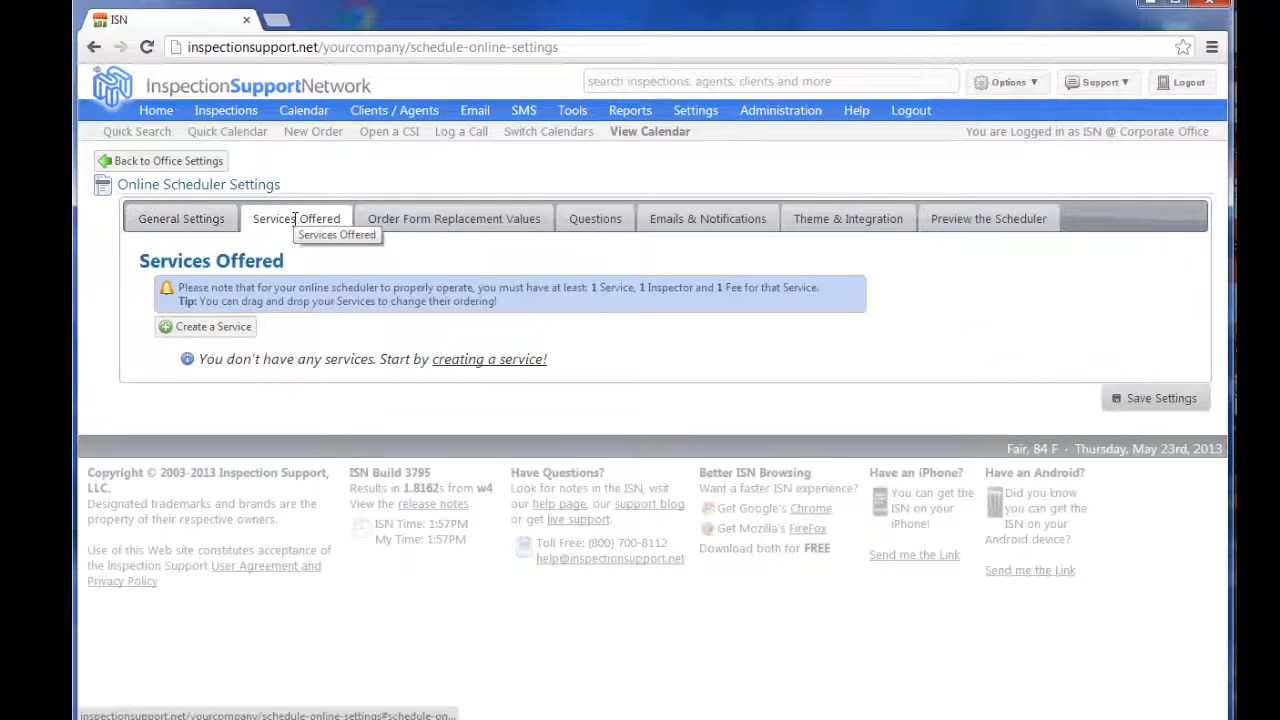 ISN
inspectionsupport.net/yourcompany/schedule-online-settings
InspectionSupportNetwork
search inspections, agents, clients and more
Options ▼
Support ▼
Logout
Home Inspections Calendar Clients / Agents Email SMS Tools Reports Settings Administration Help Logout
Quick Search Quick Calendar New Order Open a CSI Log a Call Switch Calendars View Calendar You are Logged in as ISN @ Corporate Office
Back to Office Settings
Online Scheduler Settings
General Settings Services Offered Order Form Replacement Values Questions Emails & Notifications Theme & Integration Preview the Scheduler
Services Offered
Services Offered
Please note that for your online scheduler to properly operate, you must have at least: 1 Service, 1 Inspector and 1 Fee for that Service.
Tip: You can drag and drop your Services to change their ordering!
Create a Service
You don't have any services. Start by creating a service!
Save Settings
Fair, 84 F · Thursday, May 23rd, 2013
Copyright © 2003-2013 Inspection Support, LLC.
Designated trademarks and brands are the property of their respective owners.
Use of this Web site constitutes acceptance of the Inspection Support User Agreement and Privacy Policy
ISN Build 3795
Results in 1.8162s from w4
View the release notes
ISN Time: 1:57PM
My Time: 1:57PM
Have Questions?
Look for notes in the ISN, visit
our help page, our support blog
or get live support.
Toll Free: (800) 700-8112
help@inspectionsupport.net
Better ISN Browsing
Want a faster ISN experience?
Get Google's Chrome
Get Mozilla's FireFox
Download both for FREE
Have an iPhone?
You can get the
ISN on your
iPhone!
Send me the Link
Have an Android?
Did you know
you can get the
ISN on your
Android device?
Send me the Link
inspectionsupport.net/yourcompany/schedule-online-settings#schedule-on...